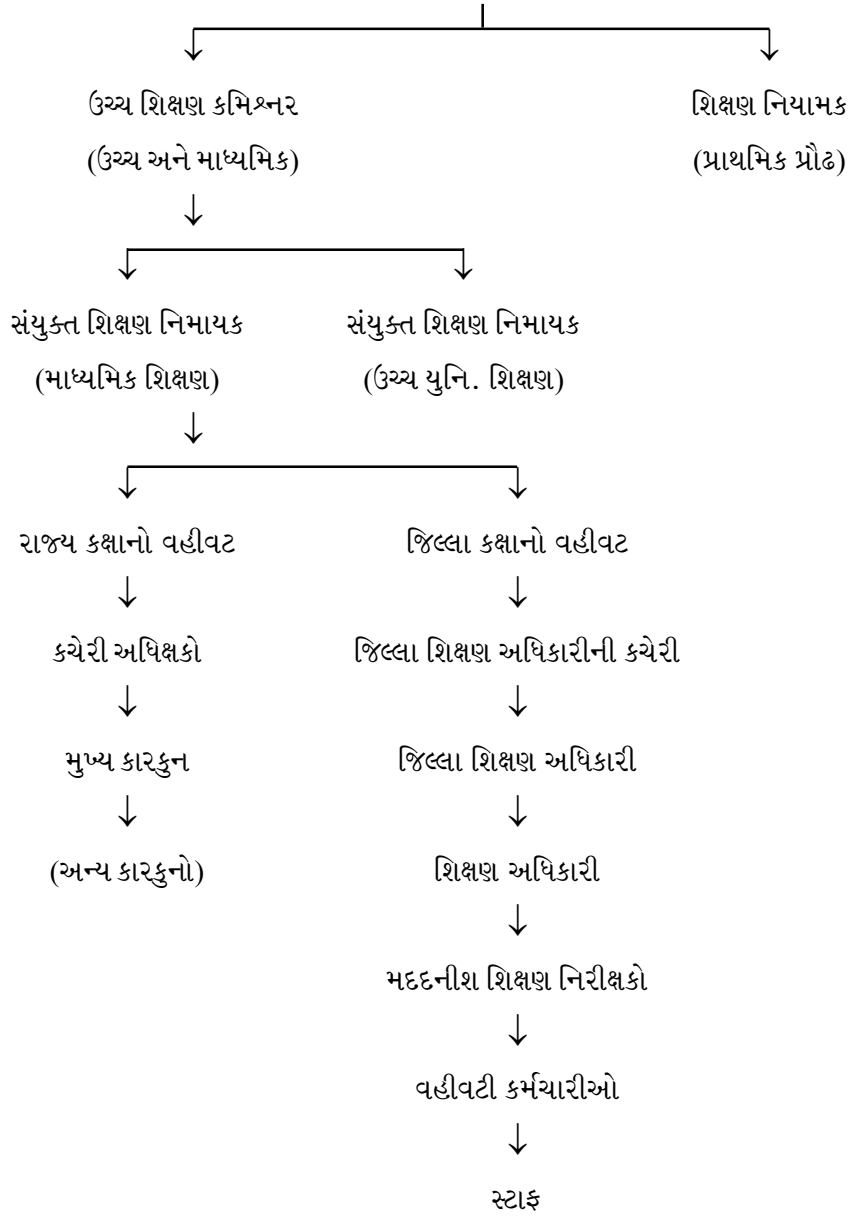 ઉચ્ચ શિક્ષણ કમિશ્નર
(ઉચ્ચ અને માધ્યમિક)
શિક્ષણ નિયામક
(પ્રાથમિક પ્રૌઢ)
સંયુક્ત શિક્ષણ નિમાયક
(માધ્યમિક શિક્ષણ)
સંયુક્ત શિક્ષણ નિમાયક
(ઉચ્ચ યુનિ. શિક્ષણ)
રાજ્ય કક્ષાનો વહીવટ
જિલ્લા કક્ષાનો વહીવટ
કચેરી અધિક્ષકો
જિલ્લા શિક્ષણ અધિકારીની કચેરી
મુખ્ય કારકુન
જિલ્લા શિક્ષણ અધિકારી
(અન્ય કારકુનો)
શિક્ષણ અધિકારી
મદદનીશ શિક્ષણ નિરીક્ષકો
વહીવટી કર્મચારીઓ
સ્ટાફ